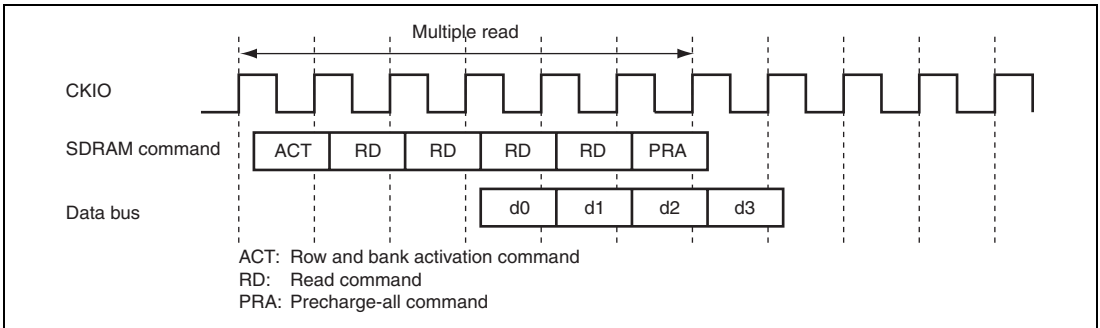 Multiple read
CKIO
SDRAM command ACT RD RD RD RD PRA
Data bus d0 d1 d2 d3
ACT: Row and bank activation command
RD: Read command
PRA: Precharge-all command